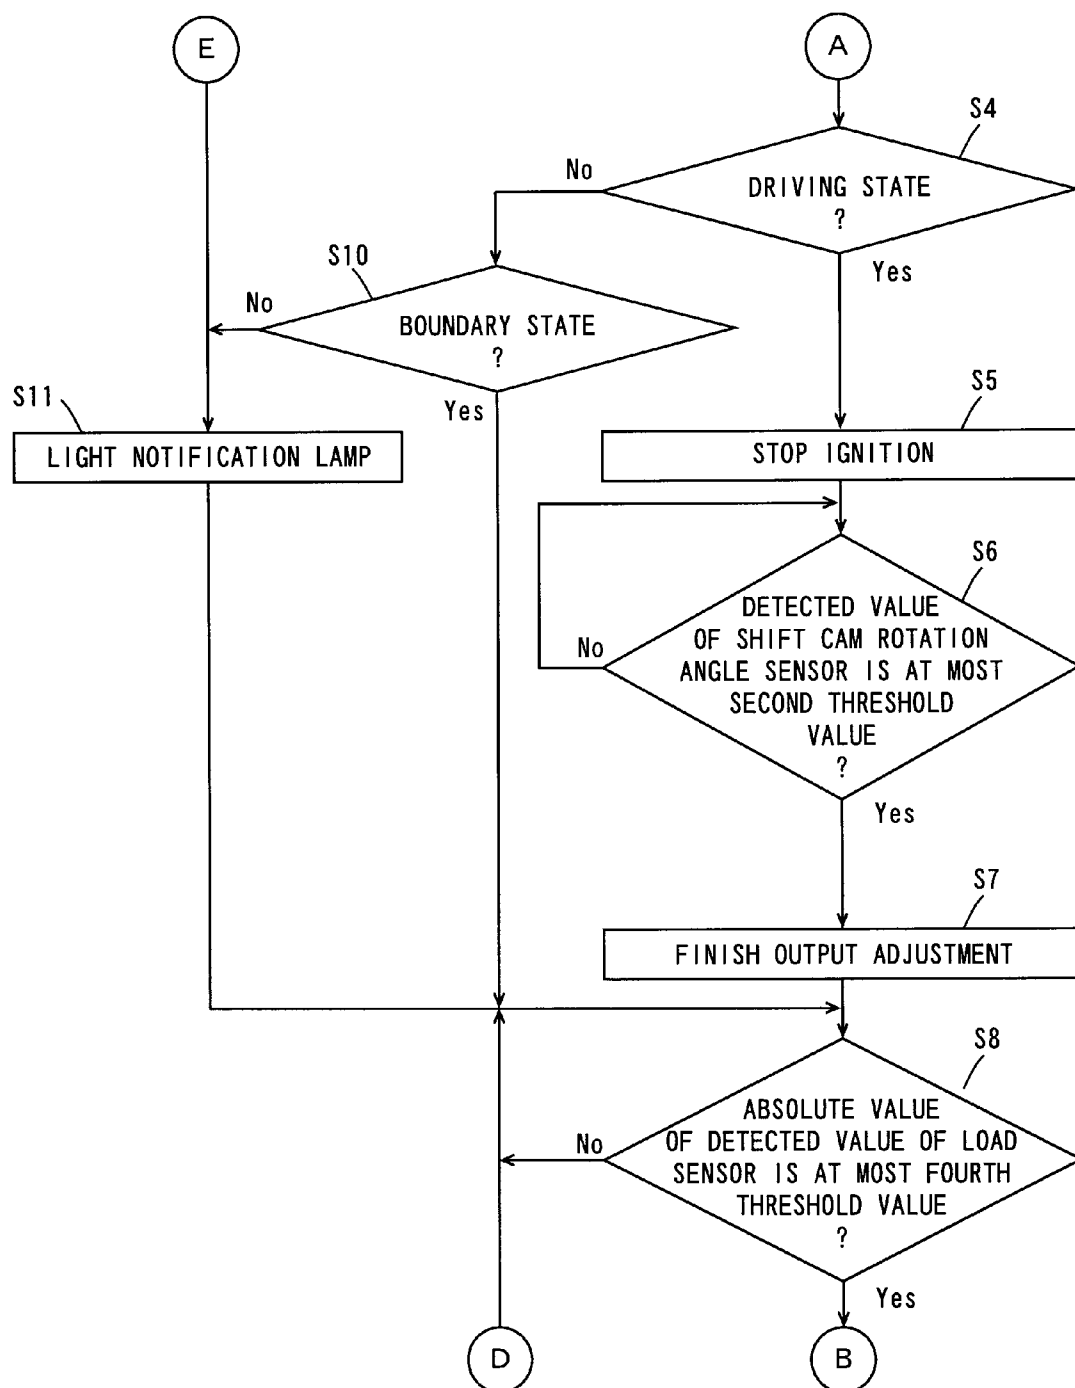 E
A
S4
No
DRIVING STATE
?
Yes
S10
No
BOUNDARY STATE
?
Yes
S11
LIGHT NOTIFICATION LAMP
S5
STOP IGNITION
S6
DETECTED VALUE
OF SHIFT CAM ROTATION
ANGLE SENSOR IS AT MOST
SECOND THRESHOLD
VALUE
?
No
Yes
S7
FINISH OUTPUT ADJUSTMENT
S8
ABSOLUTE VALUE
OF DETECTED VALUE OF LOAD
SENSOR IS AT MOST FOURTH
THRESHOLD VALUE
?
No
Yes
D
B